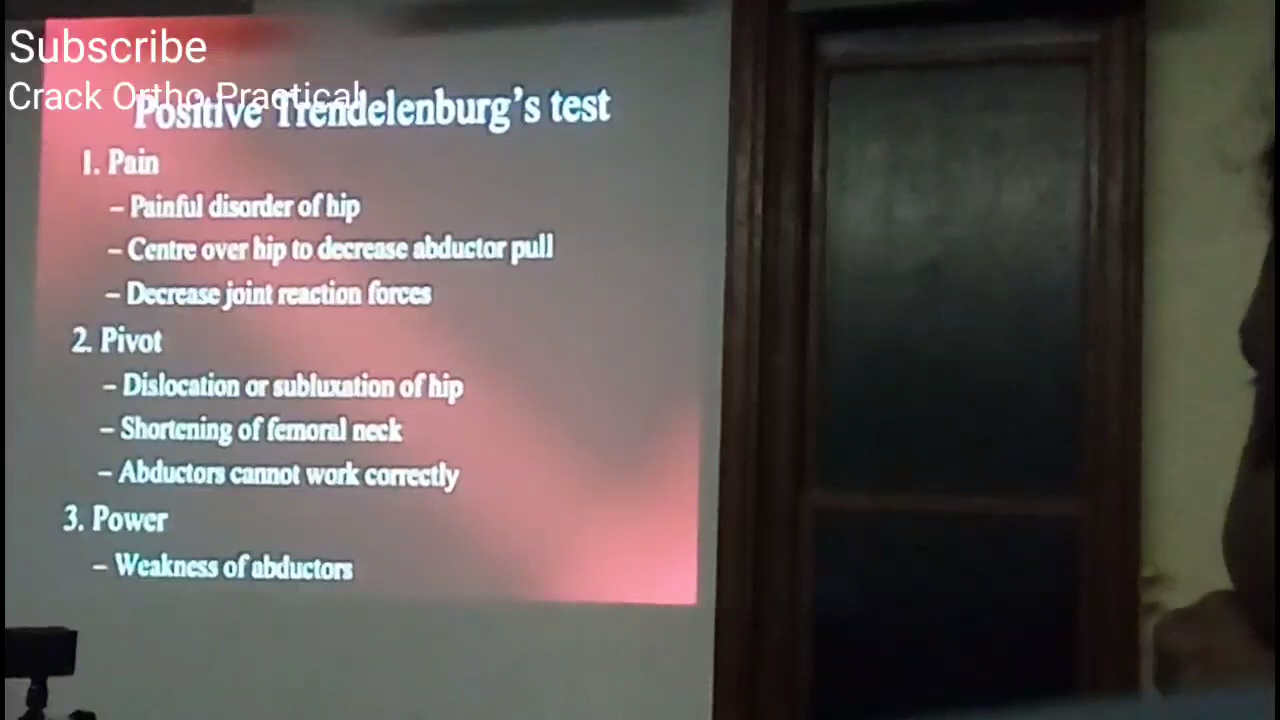 Subscribe
Crack Ortho Practical
Positive Trendelenburg's test
1. Pain
– Painful disorder of hip
– Centre over hip to decrease abductor pull
– Decrease joint reaction forces
2. Pivot
– Dislocation or subluxation of hip
– Shortening of femoral neck
– Abductors cannot work correctly
3. Power
– Weakness of abductors